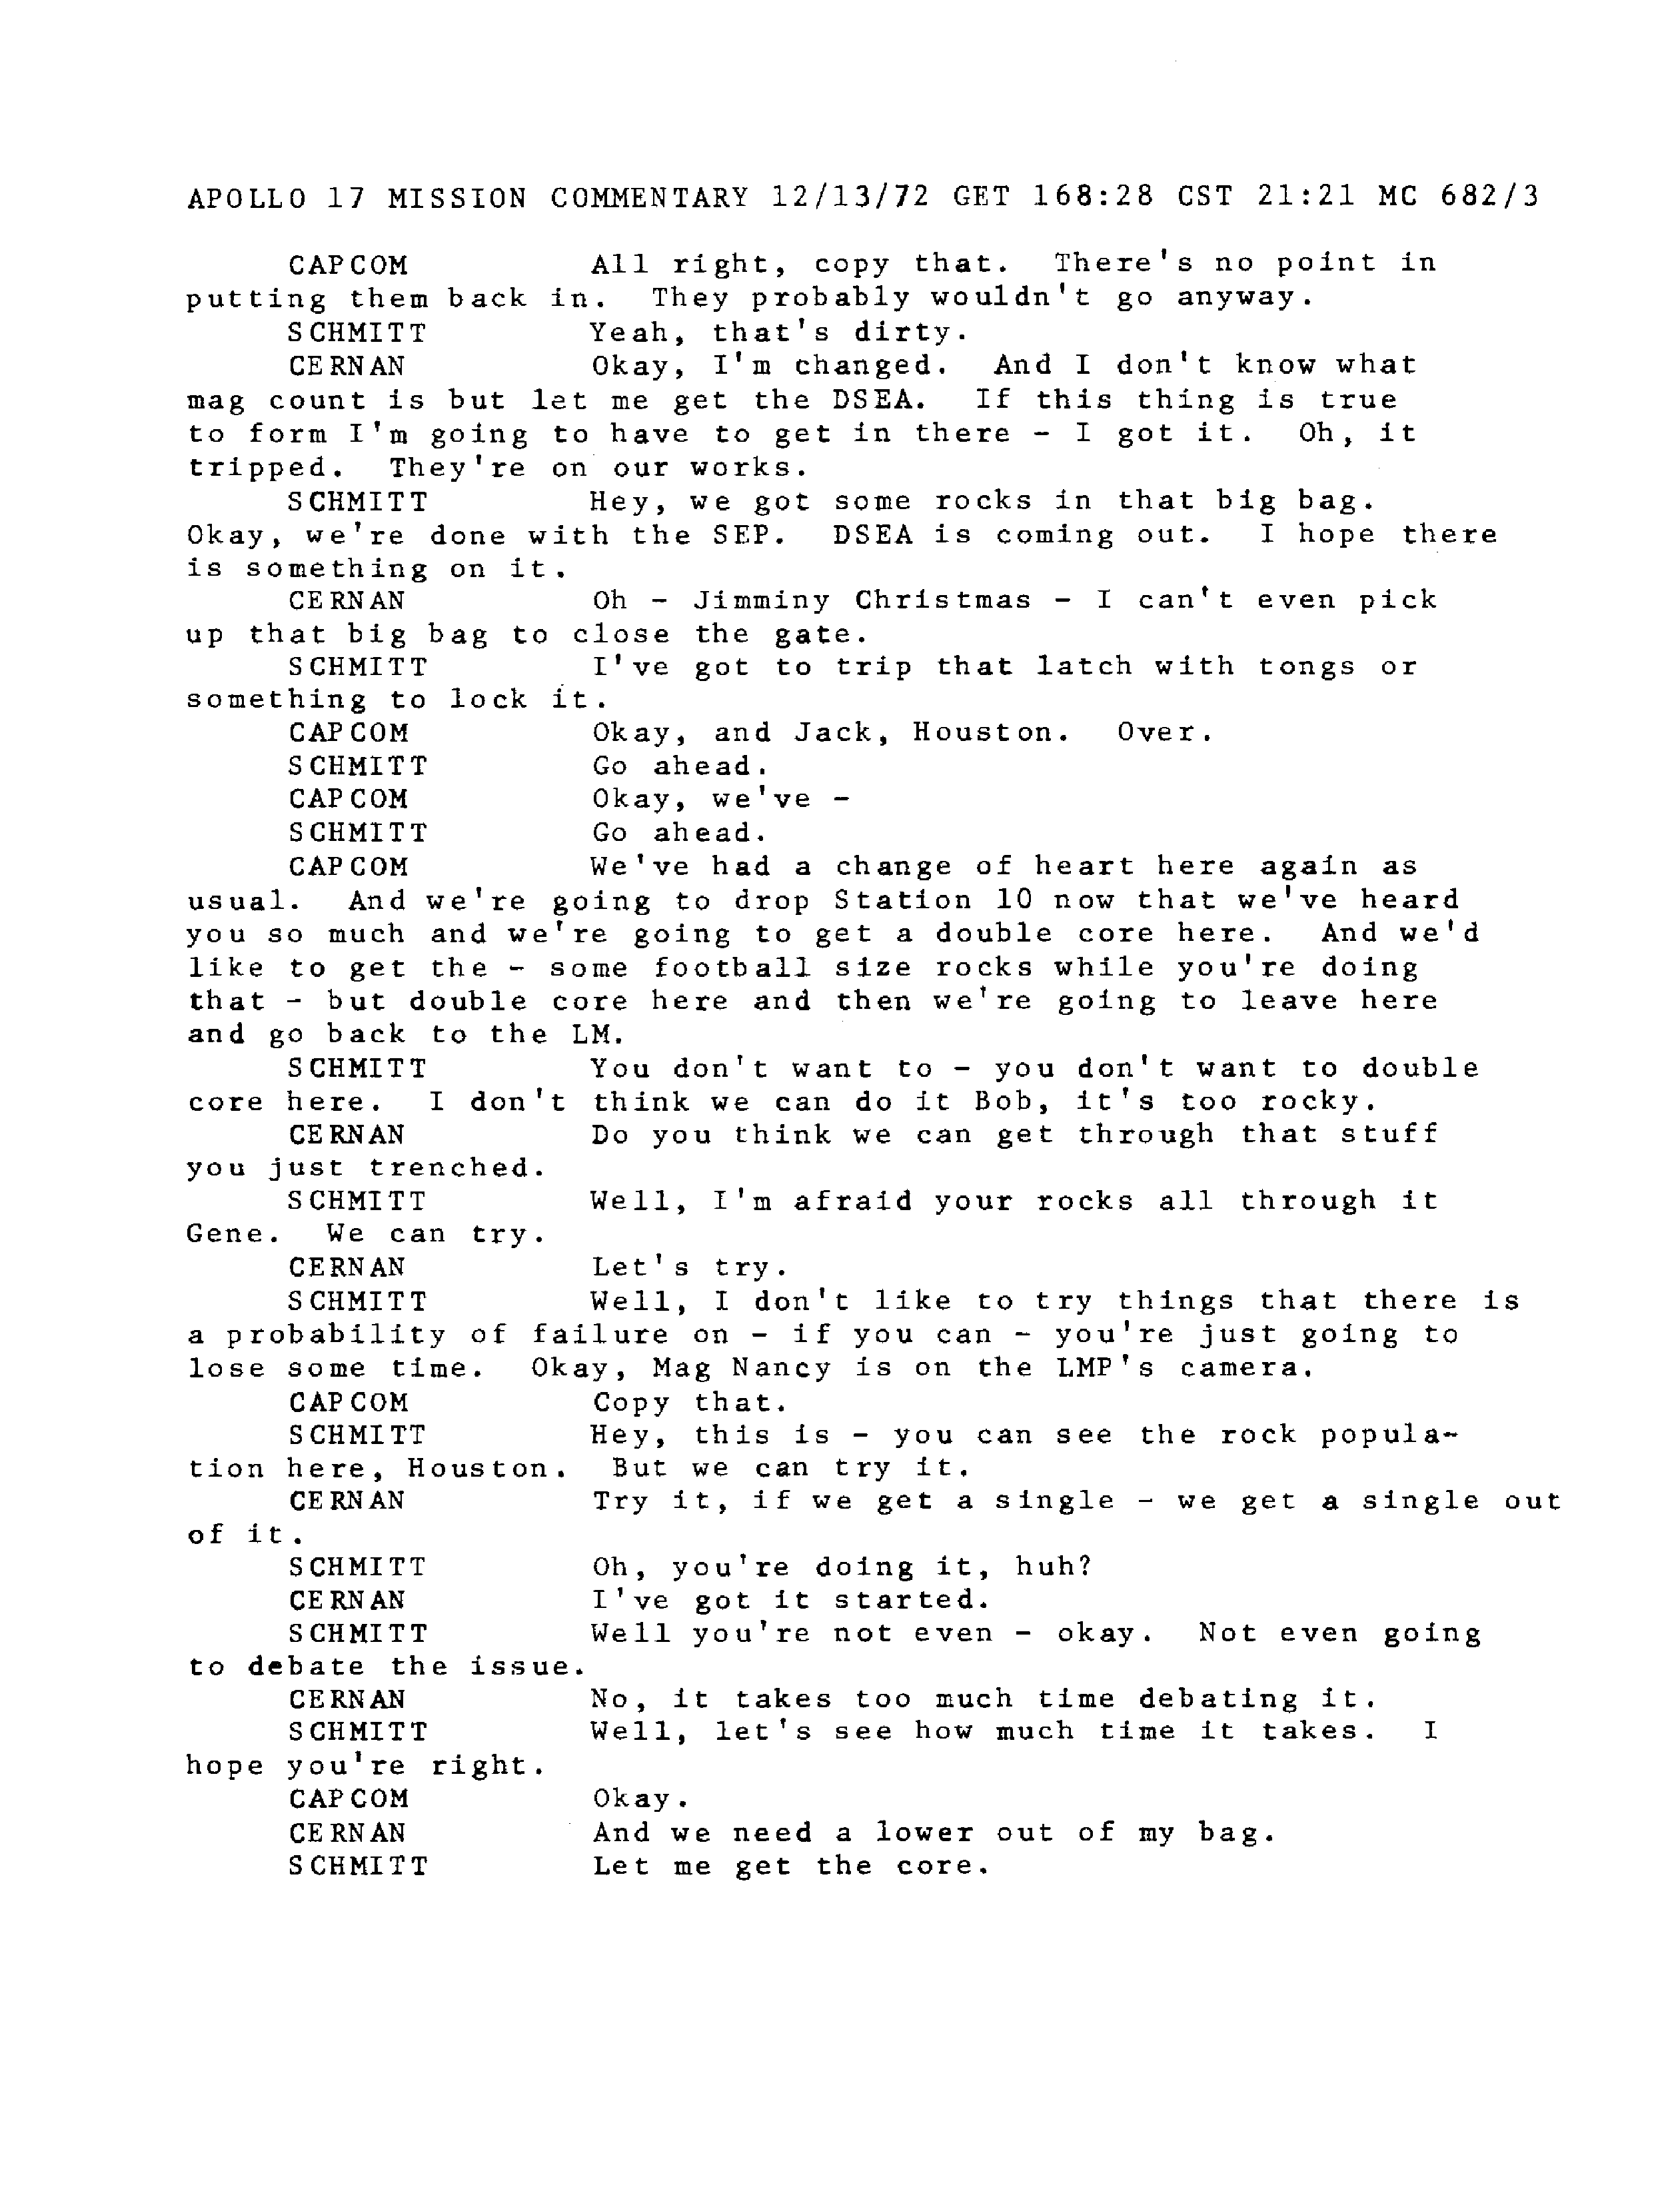 APOLLO 17 MISSION COMMENTARY 12/13/72 GET 168:28 CST 21:21 MC 682/3
CAPCOM All right, copy that. There's no point in
putting them back in. They probably wouldn't go anyway.
SCHMITT Yeah, that's dirty.
CERNAN Okay, I'm changed. And I don't know what
mag count is but let me get the DSEA. If this thing is true
to form I'm going to have to get in there - I got it. Oh, it
tripped. They're on our works.
SCHMITT Hey, we got some rocks in that big bag.
Okay, we're done with the SEP. DSEA is coming out. I hope there
is something on it.
CERNAN Oh - Jimminy Christmas - I can't even pick
up that big bag to close the gate.
SCHMITT I've got to trip that latch with tongs or
something to lock it.
CAPCOM Okay, and Jack, Houston. Over.
SCHMITT Go ahead.
CAPCOM Okay, we've -
SCHMITT Go ahead.
CAPCOM We've had a change of heart here again as
usual. And we're going to drop Station 10 now that we've heard
you so much and we're going to get a double core here. And we'd
like to get the - some football size rocks while you're doing
that - but double core here and then we're going to leave here
and go back to the LM.
SCHMITT You don't want to - you don't want to double
core here. I don't think we can do it Bob, it's too rocky.
CERNAN Do you think we can get through that stuff
you just trenched.
SCHMITT Well, I'm afraid your rocks all through it
Gene. We can try.
CERNAN Let's try.
SCHMITT Well, I don't like to try things that there is
a probability of failure on - if you can - you're just going to
lose some time. Okay, Mag Nancy is on the LMP's camera.
CAPCOM Copy that.
SCHMITT Hey, this is - you can see the rock popula-
tion here, Houston. But we can try it.
CERNAN Try it, if we get a single - we get a single out
of it.
SCHMITT Oh, you're doing it, huh?
CERNAN I've got it started.
SCHMITT Well you're not even - okay. Not even going
to debate the issue.
CERNAN No, it takes too much time debating it.
SCHMITT Well, let's see how much time it takes. I
hope you're right.
CAPCOM Okay.
CERNAN And we need a lower out of my bag.
SCHMITT Let me get the core.